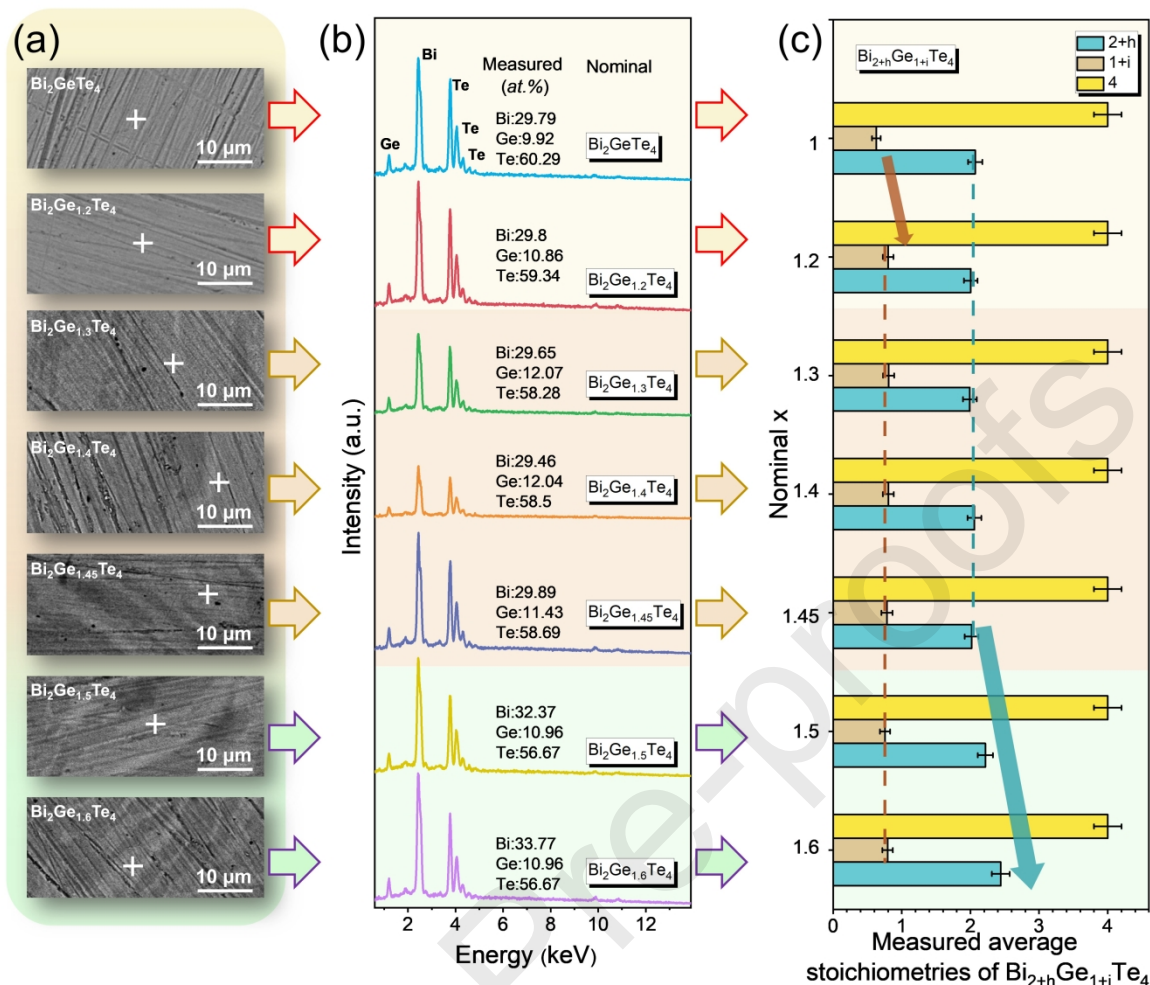 (a)
Bi₂GeTe₄
10 µm
Bi₂Ge₁.₂Te₄
10 µm
Bi₂Ge₁.₃Te₄
10 µm
Bi₂Ge₁.₄Te₄
10 µm
Bi₂Ge₁.₄₅Te₄
10 µm
Bi₂Ge₁.₅Te₄
10 µm
Bi₂Ge₁.₆Te₄
10 µm
(b)
Bi
Te
Te
Te
Ge
Measured
(at.%)
Nominal
Bi:29.79
Ge:9.92
Te:60.29
Bi₂GeTe₄
Bi:29.8
Ge:10.86
Te:59.34
Bi₂Ge₁.₂Te₄
Bi:29.65
Ge:12.07
Te:58.28
Bi₂Ge₁.₃Te₄
Bi:29.46
Ge:12.04
Te:58.5
Bi₂Ge₁.₄Te₄
Bi:29.89
Ge:11.43
Te:58.69
Bi₂Ge₁.₄₅Te₄
Bi:32.37
Ge:10.96
Te:56.67
Bi₂Ge₁.₅Te₄
Bi:33.77
Ge:10.96
Te:56.67
Bi₂Ge₁.₆Te₄
Intensity (a.u.)
2 4 6 8 10 12
Energy (keV)
(c)
Bi₂₊ₕGe₁₊ᵢTe₄
2+h
1+i
4
Nominal x
1
1.2
1.3
1.4
1.45
1.5
1.6
0 1 2 3 4
Measured average
stoichiometries of Bi₂₊ₕGe₁₊ᵢTe₄
Pre-proofs